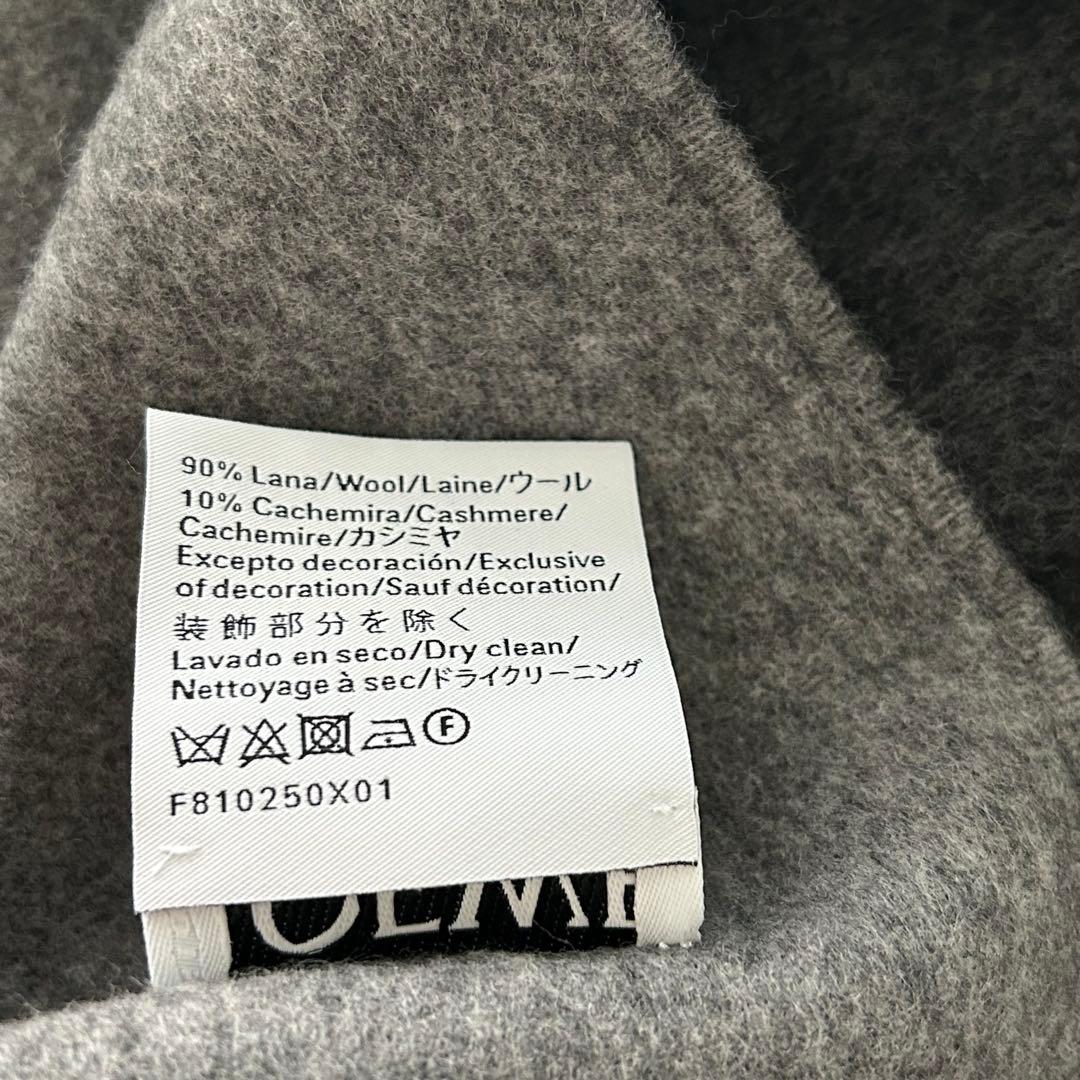 90% Lana/Wool/Laine/ウール
10% Cachemira/Cashmere/
Cachemire/カシミヤ
Excepto decoración/Exclusive
of decoration/Sauf décoration/
装飾部分を除く
Lavado en seco/Dry clean/
Nettoyage à sec/ドライクリーニング
F
F810250X01